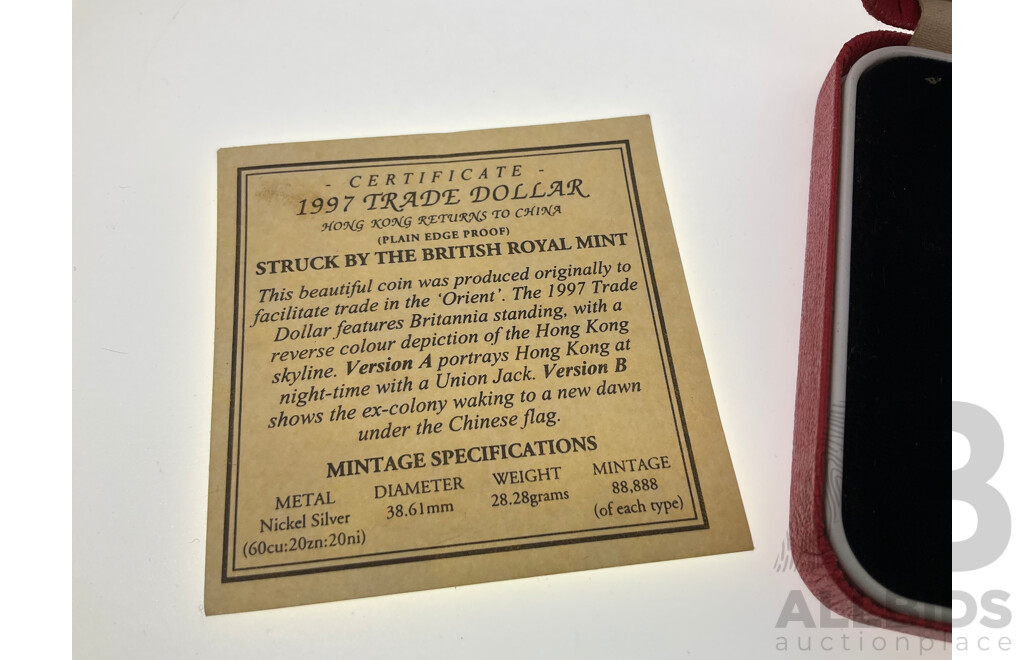 - CERTIFICATE -
1997 TRADE DOLLAR
HONG KONG RETURNS TO CHINA
(PLAIN EDGE PROOF)
STRUCK BY THE BRITISH ROYAL MINT
This beautiful coin was produced originally to
facilitate trade in the 'Orient'. The 1997 Trade
Dollar features Britannia standing, with a
reverse colour depiction of the Hong Kong
skyline. Version A portrays Hong Kong at
night-time with a Union Jack. Version B
shows the ex-colony waking to a new dawn
under the Chinese flag.
MINTAGE SPECIFICATIONS
METAL DIAMETER WEIGHT MINTAGE
Nickel Silver 38.61mm 28.28grams 88,888
(60cu:20zn:20ni) (of each type)
B
ALLBIDS
auctionplace